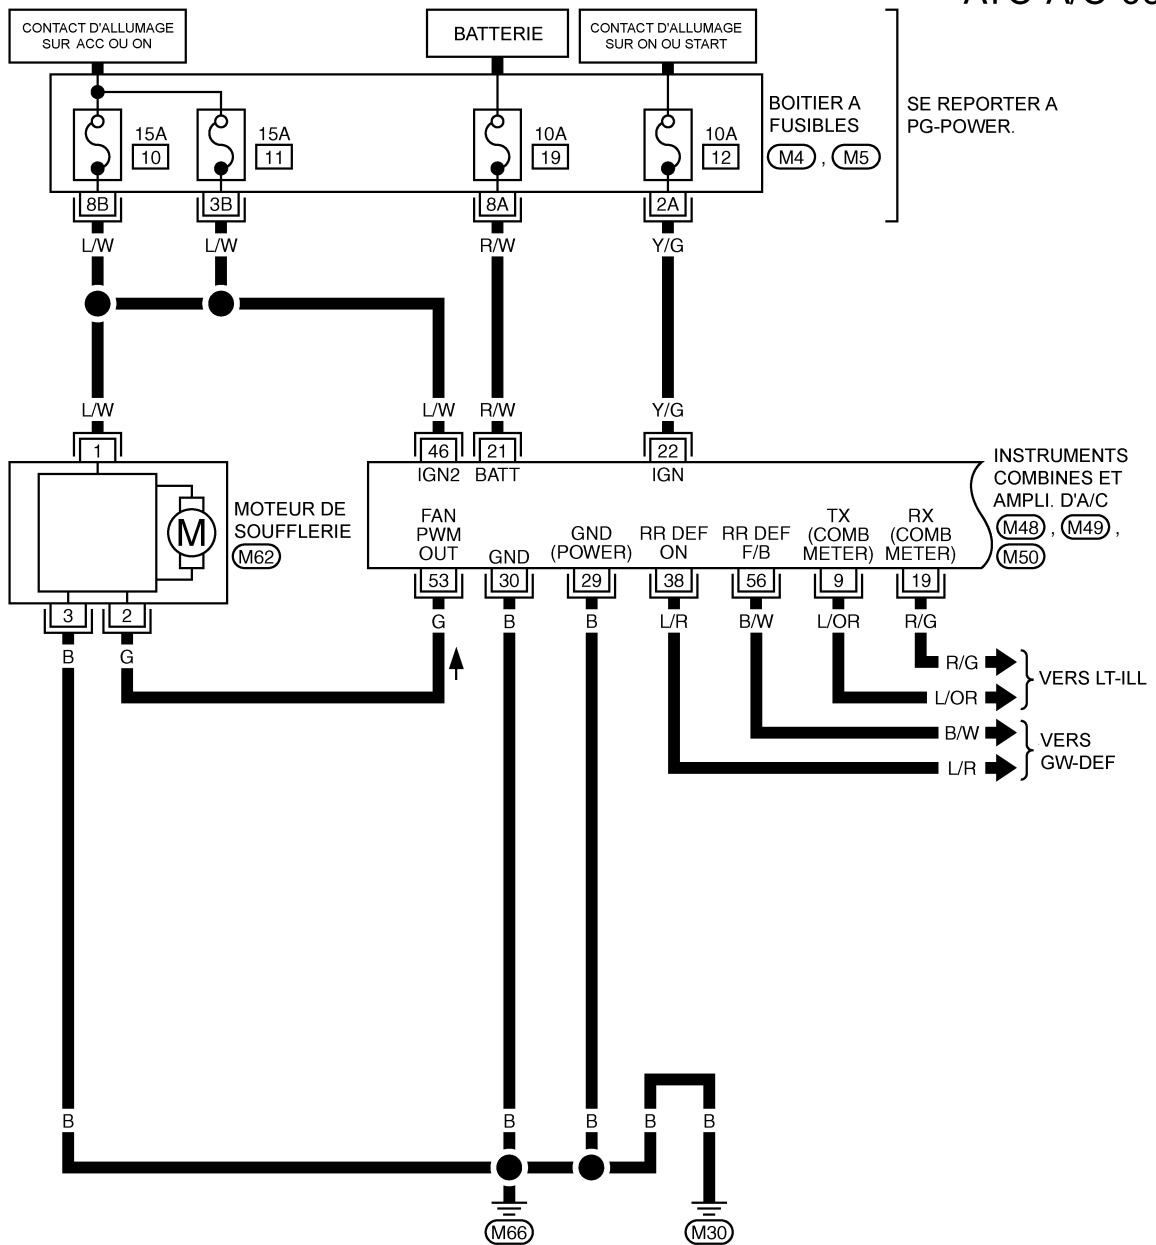 CONTACT D'ALLUMAGE
SUR ACC OU ON
BATTERIE
CONTACT D'ALLUMAGE
SUR ON OU START
15A
10
15A
11
10A
19
10A
12
BOITIER A
FUSIBLES
M4 , M5
SE REPORTER A
PG-POWER.
8B
3B
8A
2A
L/W
L/W
R/W
Y/G
L/W
L/W
R/W
Y/G
1
46
21
22
IGN2
BATT
IGN
INSTRUMENTS
COMBINES ET
AMPLI. D'A/C
M48 , M49 ,
M50
MOTEUR DE
SOUFFLERIE
M62
M
FAN
PWM
OUT
GND
GND
(POWER)
RR DEF
ON
RR DEF
F/B
TX
(COMB
METER)
RX
(COMB
METER)
53
30
29
38
56
9
19
3
2
G
B
B
L/R
B/W
L/OR
R/G
B
G
R/G
L/OR
VERS LT-ILL
B/W
L/R
VERS
GW-DEF
B
B
B
B
B
M66
M30